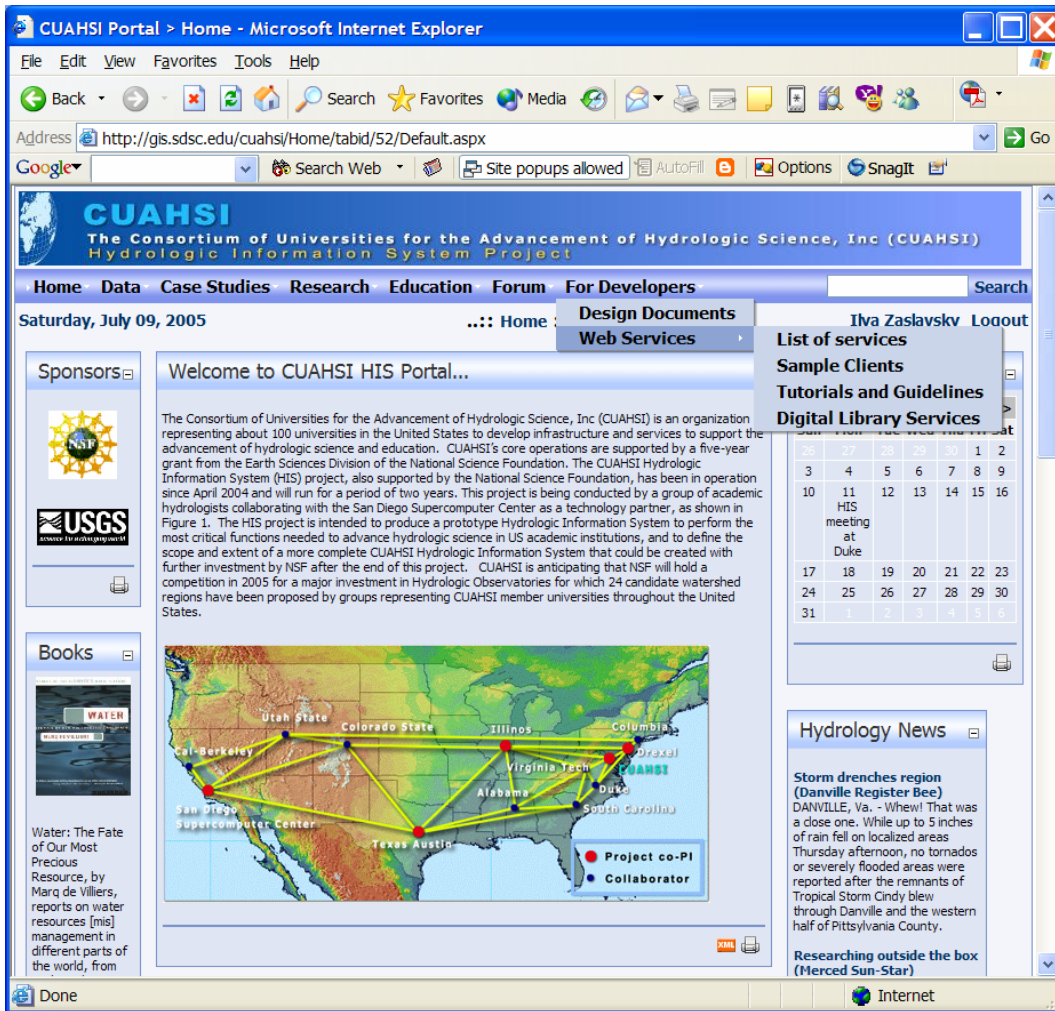 CUAHSI Portal > Home - Microsoft Internet Explorer
File Edit View Favorites Tools Help
Back Search Favorites Media
Address http://gis.sdsc.edu/cuahsi/Home/tabid/52/Default.aspx Go
Google Search Web Site popups allowed AutoFill Options SnagIt
CUAHSI
The Consortium of Universities for the Advancement of Hydrologic Science, Inc (CUAHSI)
Hydrologic Information System Project
Home Data Case Studies Research Education Forum For Developers Search
Saturday, July 09, 2005 ..:: Home Ilya Zaslavsky Logout
Design Documents
Web Services
List of services
Sample Clients
Tutorials and Guidelines
Digital Library Services
Sponsors
NSF
USGS
science for a changing world
Books
WATER
MARQ DE VILLIERS
Water: The Fate
of Our Most
Precious
Resource, by
Marq de Villiers,
reports on water
resources [mis]
management in
different parts of
the world, from
Welcome to CUAHSI HIS Portal...
The Consortium of Universities for the Advancement of Hydrologic Science, Inc (CUAHSI) is an organization
representing about 100 universities in the United States to develop infrastructure and services to support the
advancement of hydrologic science and education. CUAHSI's core operations are supported by a five-year
grant from the Earth Sciences Division of the National Science Foundation. The CUAHSI Hydrologic
Information System (HIS) project, also supported by the National Science Foundation, has been in operation
since April 2004 and will run for a period of two years. This project is being conducted by a group of academic
hydrologists collaborating with the San Diego Supercomputer Center as a technology partner, as shown in
Figure 1. The HIS project is intended to produce a prototype Hydrologic Information System to perform the
most critical functions needed to advance hydrologic science in US academic institutions, and to define the
scope and extent of a more complete CUAHSI Hydrologic Information System that could be created with
further investment by NSF after the end of this project. CUAHSI is anticipating that NSF will hold a
competition in 2005 for a major investment in Hydrologic Observatories for which 24 candidate watershed
regions have been proposed by groups representing CUAHSI member universities throughout the United
States.
Utah State
Colorado State
Illinos
Columbia
Cal-Berkeley
Drexel
Virginia Tech
CUAHSI
Alabama
Duke
San Diego
Supercomputer Center
South Carolina
Texas Austin
Project co-PI
Collaborator
XML
>
Sun Mon Tue Wed Thu Fri Sat
26 27 28 29 30 1 2
3 4 5 6 7 8 9
10 11 12 13 14 15 16
HIS
meeting
at
Duke
17 18 19 20 21 22 23
24 25 26 27 28 29 30
31 1 2 3 4 5 6
Hydrology News
Storm drenches region
(Danville Register Bee)
DANVILLE, Va. - Whew! That was
a close one. While up to 5 inches
of rain fell on localized areas
Thursday afternoon, no tornados
or severely flooded areas were
reported after the remnants of
Tropical Storm Cindy blew
through Danville and the western
half of Pittsylvania County.
Researching outside the box
(Merced Sun-Star)
Done Internet